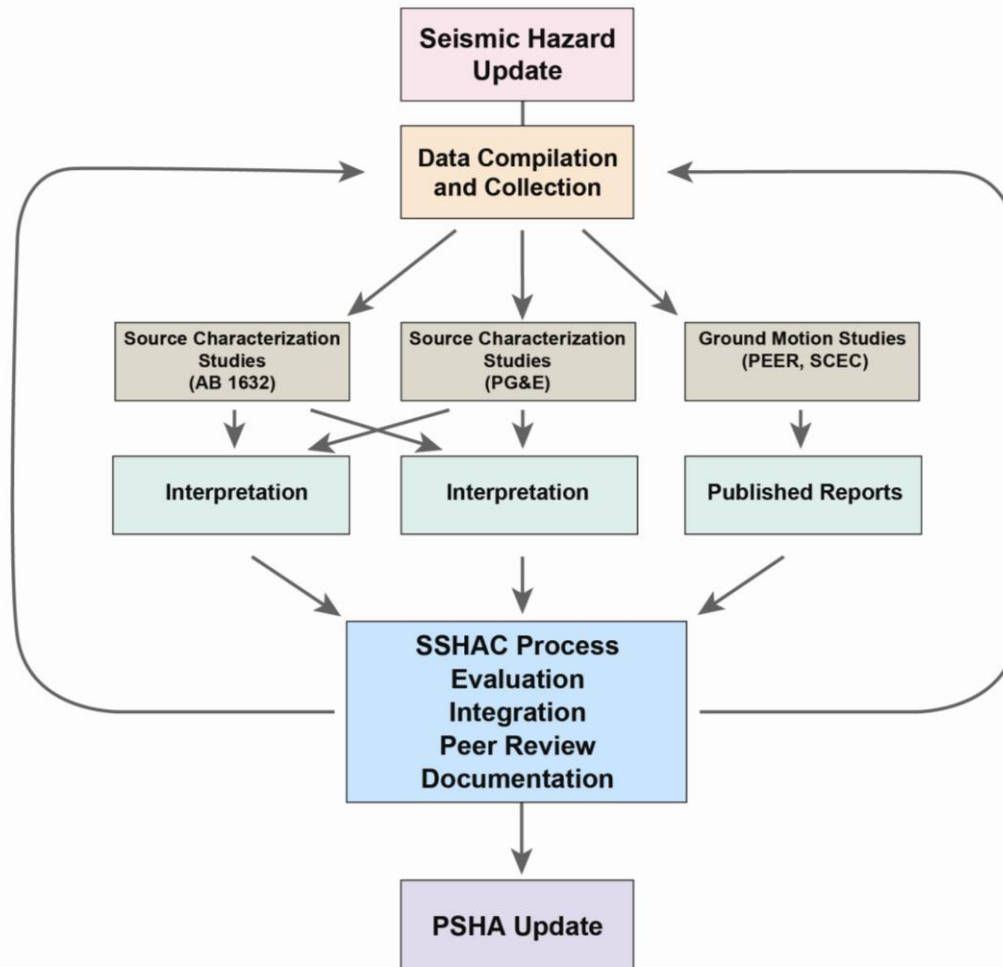 Seismic Hazard
Update
Data Compilation
and Collection
Source Characterization
Studies
(AB 1632)
Source Characterization
Studies
(PG&E)
Ground Motion Studies
(PEER, SCEC)
Interpretation
Interpretation
Published Reports
SSHAC Process
Evaluation
Integration
Peer Review
Documentation
PSHA Update